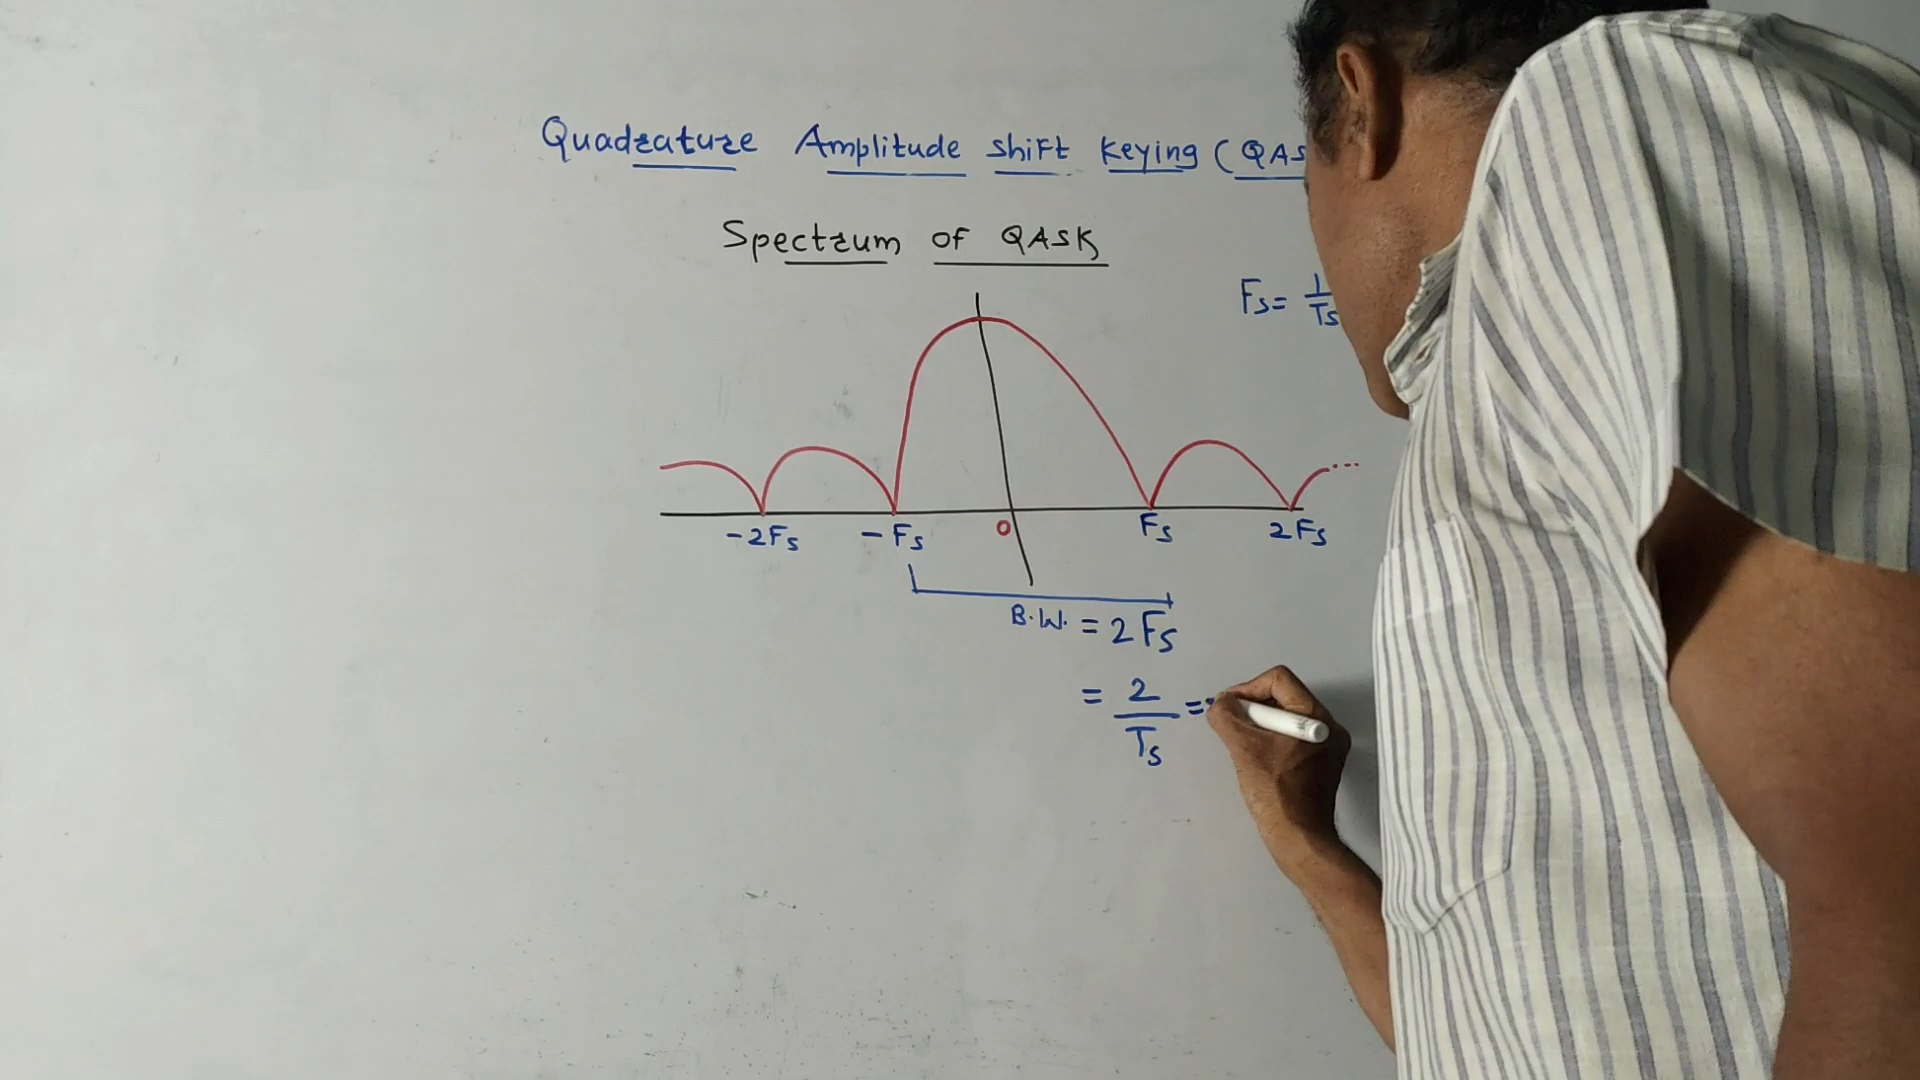 Quadrature Amplitude shift keying (QAS
Spectrum of QASK
Fs= 1/Ts
-2Fs -Fs 0 Fs 2Fs
B.W. = 2Fs
= 2/Ts =